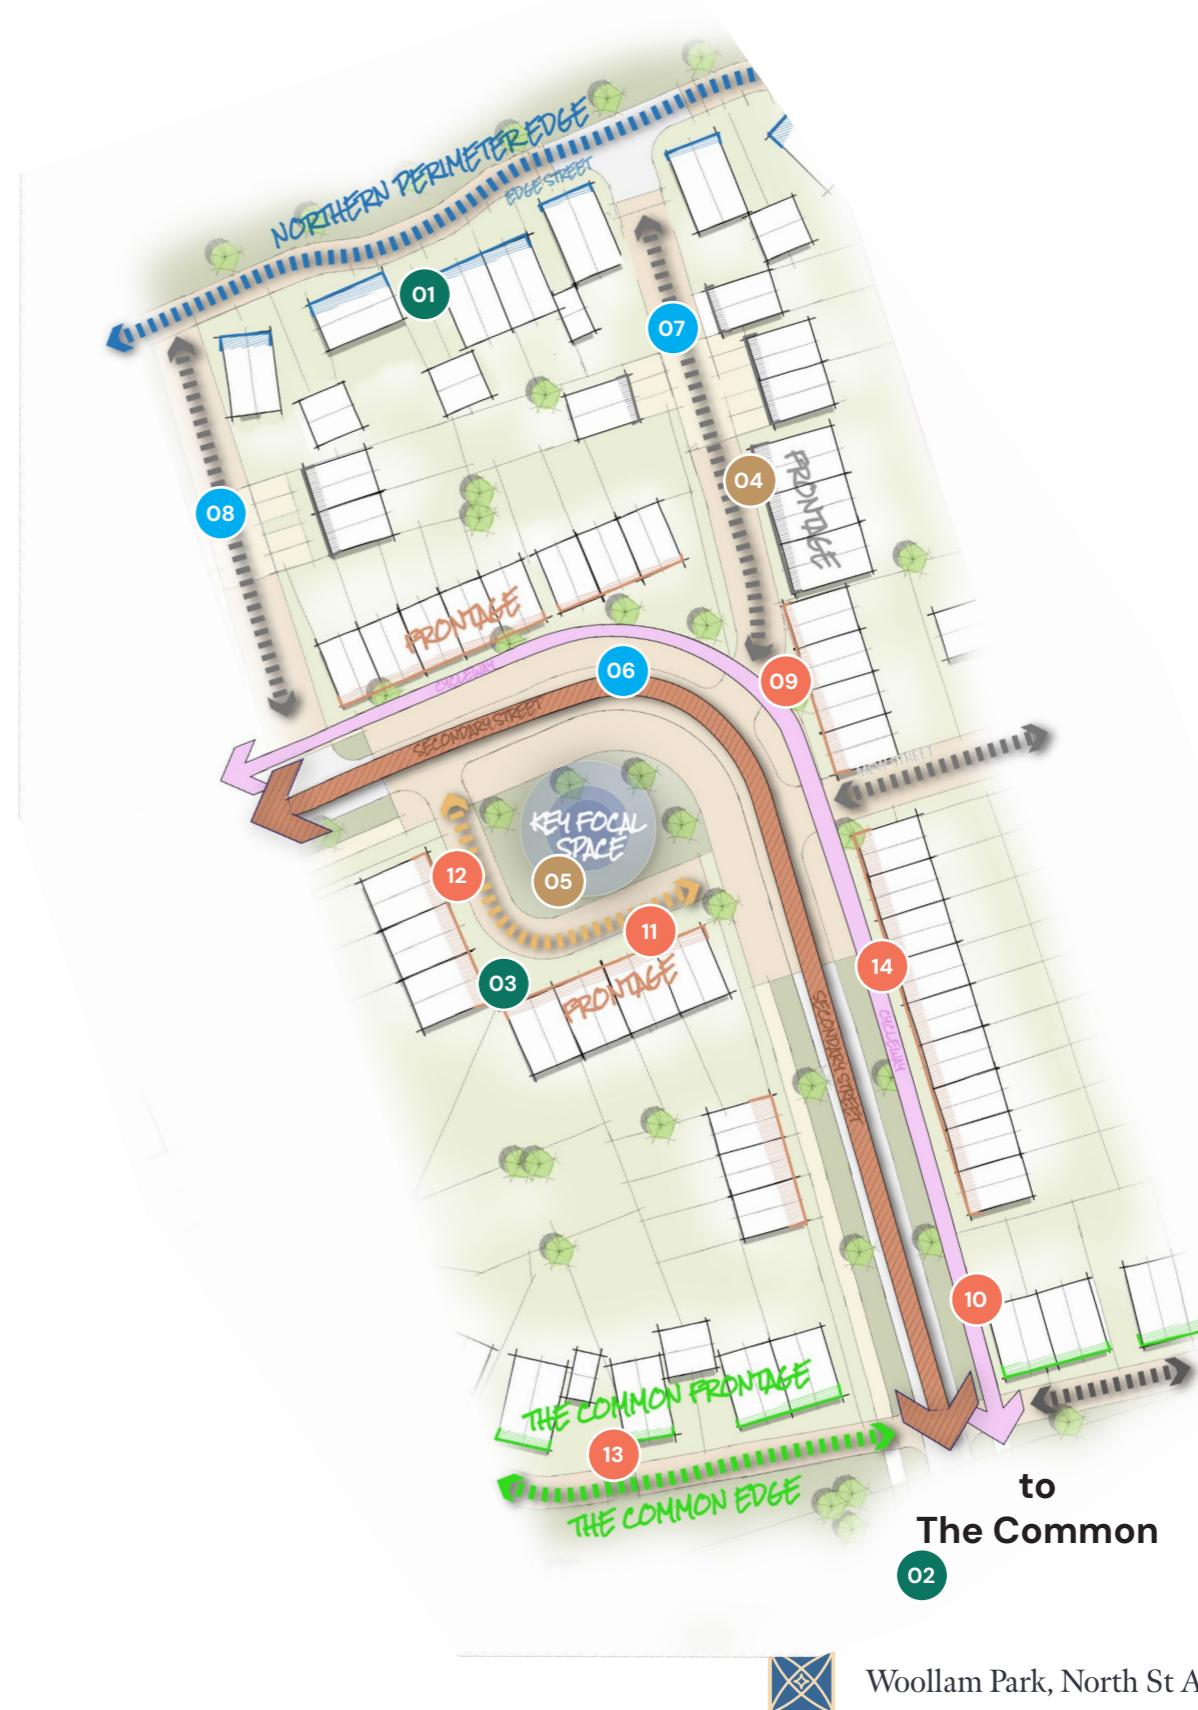 NORTHERN PERIMETER EDGE
EDGE STREET
01
07
08
04
FRONTAGE
FRONTAGE
CYCLEWAY
06
09
SECONDARY STREET
STREET
KEY FOCAL
SPACE
05
12
11
03
FRONTAGE
14
SECONDARY STREET
CYCLEWAY
10
THE COMMON FRONTAGE
13
THE COMMON EDGE
to
The Common
02
Woollam Park, North St A